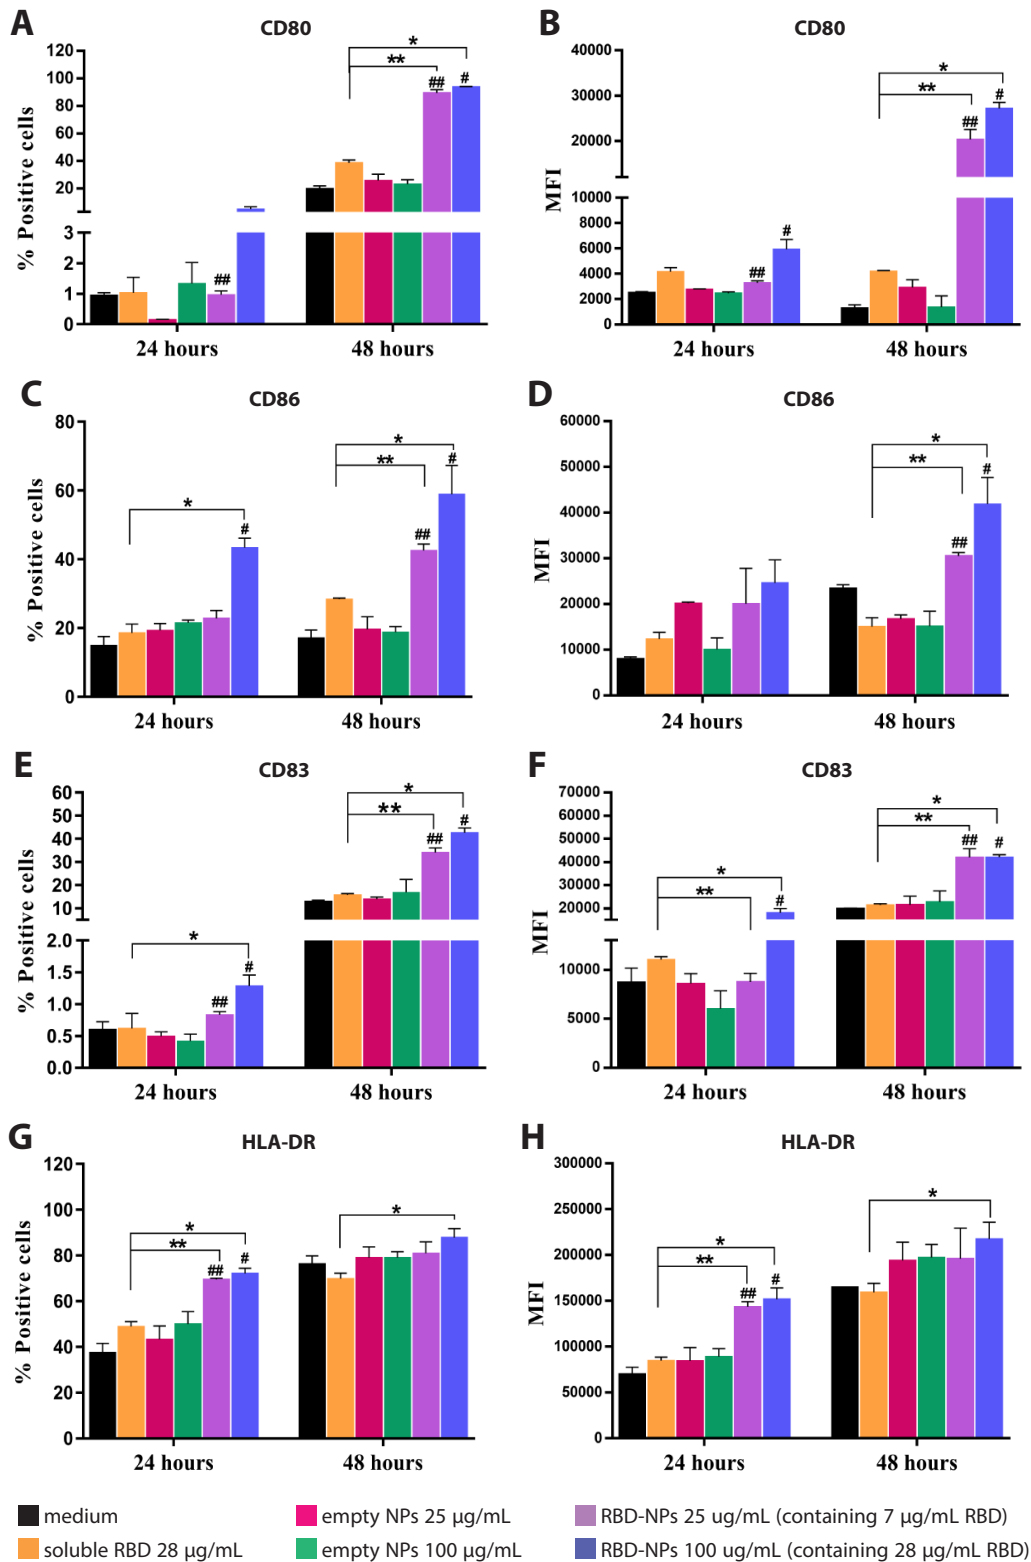 A
CD80
% Positive cells
120
100
80
60
40
20
3
2
1
0
##
*
**
##
#
24 hours
48 hours
B
CD80
MFI
40000
30000
20000
10000
8000
6000
4000
2000
0
##
#
*
**
##
#
24 hours
48 hours
C
CD86
% Positive cells
80
60
40
20
0
*
#
*
**
##
#
24 hours
48 hours
D
CD86
MFI
60000
50000
40000
30000
20000
10000
0
*
**
##
#
24 hours
48 hours
E
CD83
% Positive cells
60
50
40
30
20
10
2.0
1.5
1.0
0.5
0.0
*
##
#
*
**
##
#
24 hours
48 hours
F
CD83
MFI
70000
60000
50000
40000
30000
20000
10000
5000
0
*
**
#
*
**
##
#
24 hours
48 hours
G
HLA-DR
% Positive cells
120
100
80
60
40
20
0
*
**
##
#
*
24 hours
48 hours
H
HLA-DR
MFI
300000
250000
200000
150000
100000
50000
0
*
**
##
#
*
24 hours
48 hours
medium
empty NPs 25 µg/mL
RBD-NPs 25 ug/mL (containing 7 µg/mL RBD)
soluble RBD 28 µg/mL
empty NPs 100 µg/mL
RBD-NPs 100 ug/mL (containing 28 µg/mL RBD)